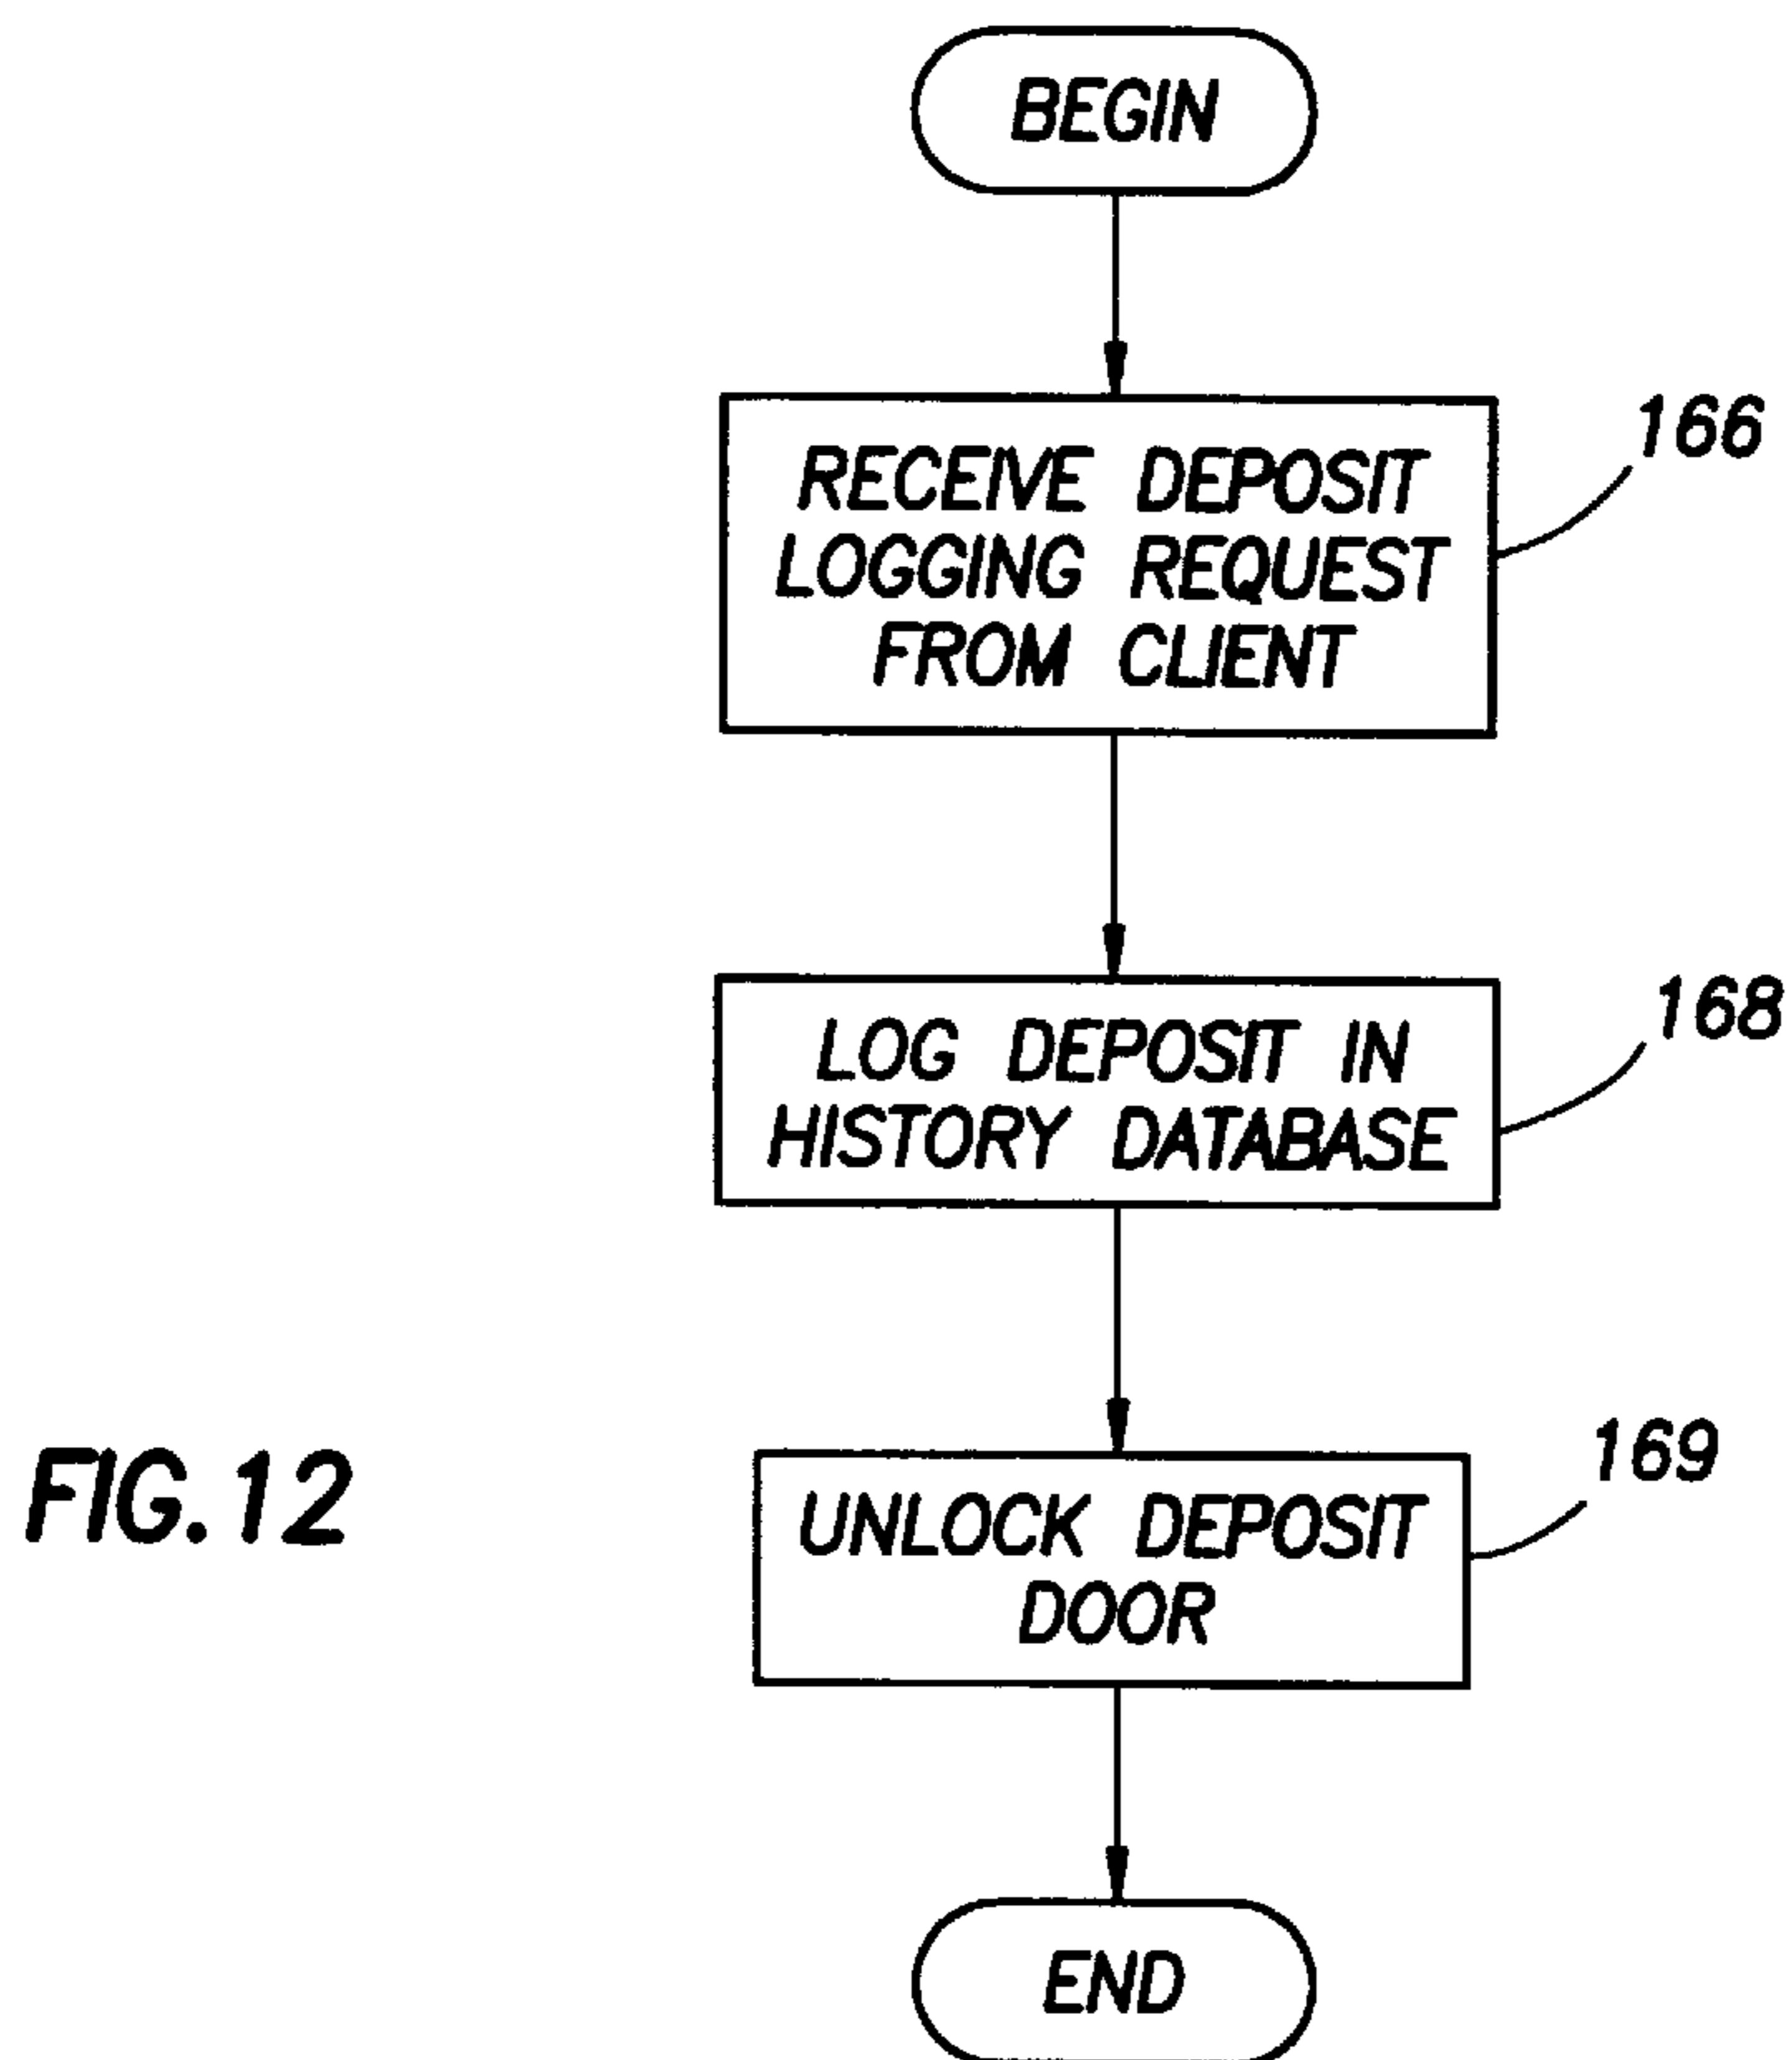 BEGIN
RECEIVE DEPOSIT
LOGGING REQUEST
FROM CLIENT
166
LOG DEPOSIT IN
HISTORY DATABASE
168
UNLOCK DEPOSIT
DOOR
169
FIG.12
END